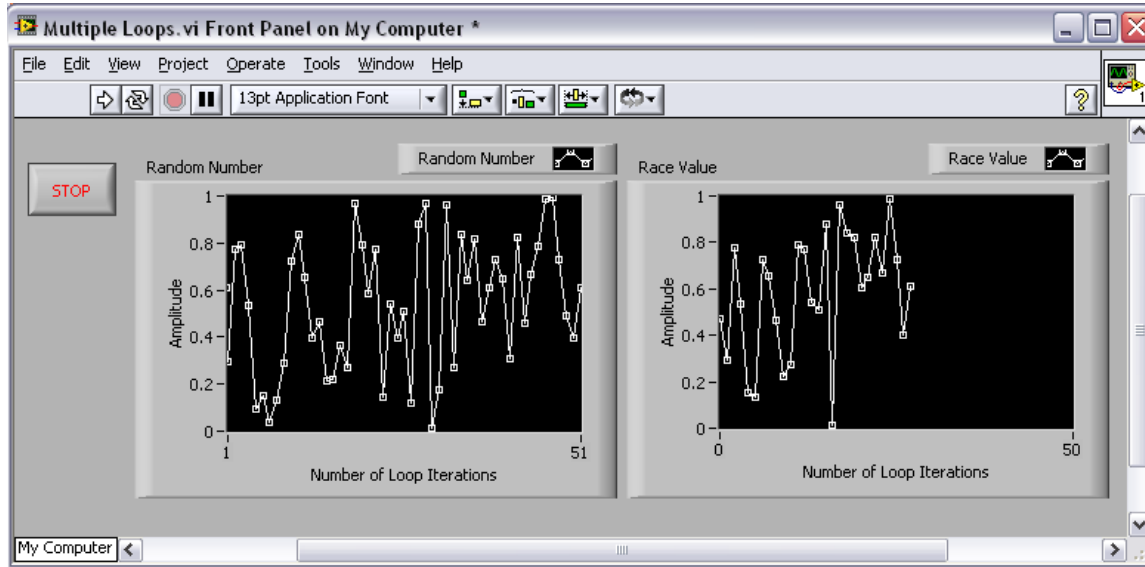 Multiple Loops.vi Front Panel on My Computer *
File Edit View Project Operate Tools Window Help
13pt Application Font
?
1
STOP
Random Number
Random Number
1
0.8
0.6
0.4
0.2
0
Amplitude
1
51
Number of Loop Iterations
Race Value
Race Value
1
0.8
0.6
0.4
0.2
0
Amplitude
0
50
Number of Loop Iterations
My Computer